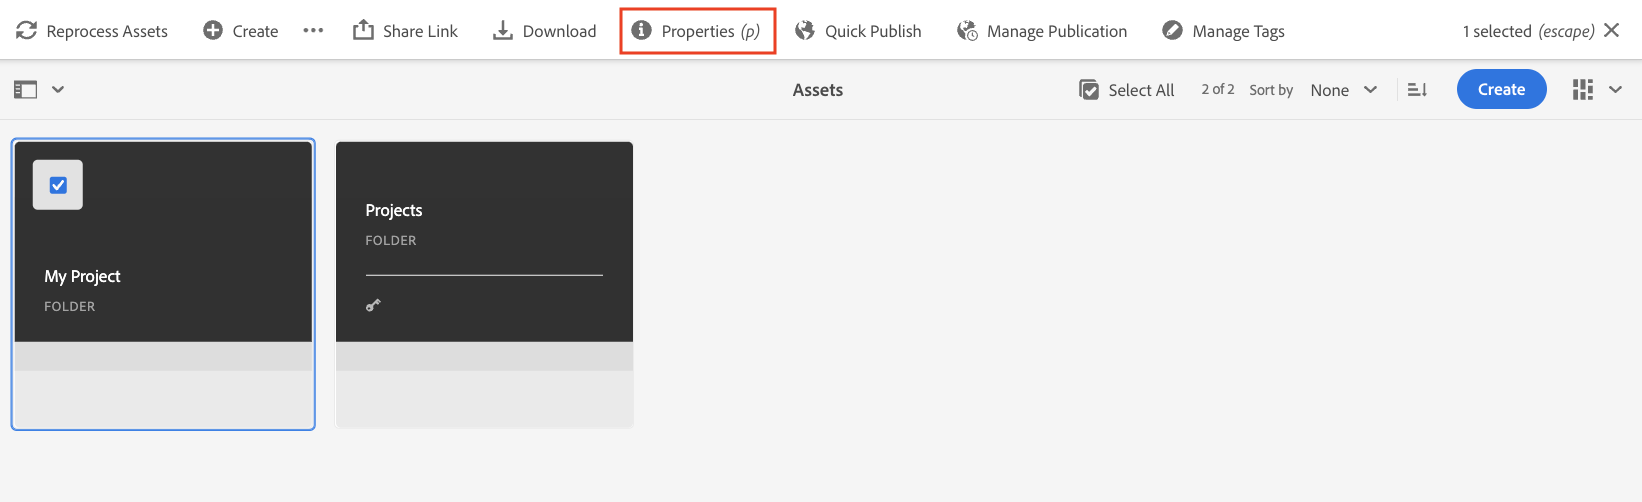 Reprocess Assets Create ••• Share Link Download Properties (p) Quick Publish Manage Publication Manage Tags 1 selected (escape)
Assets Select All 2 of 2 Sort by None Create
My Project
FOLDER
Projects
FOLDER